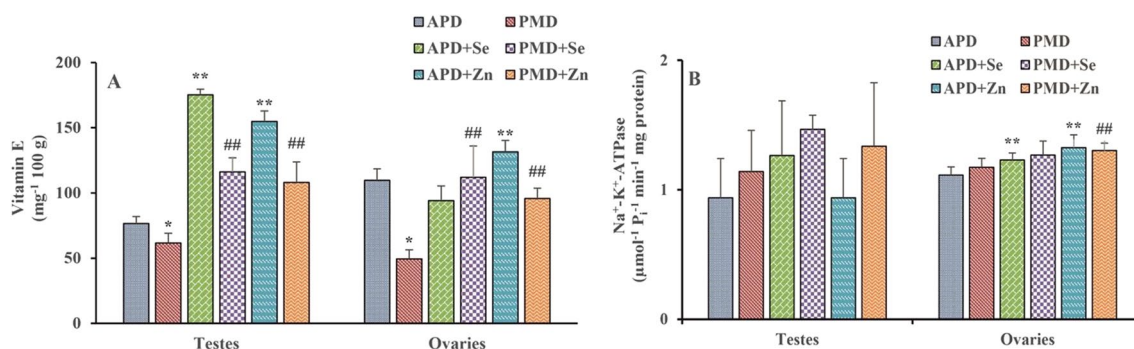 APD PMD
APD+Se PMD+Se
APD+Zn PMD+Zn
A
Vitamin E
(mg⁻¹ 100 g)
200
150
100
50
0
*
**
##
**
##
*
##
**
##
Testes Ovaries
APD PMD
APD+Se PMD+Se
APD+Zn PMD+Zn
B
Na⁺-K⁺-ATPase
(μmol⁻¹ Pᵢ⁻¹ min⁻¹ mg protein)
2
1
0
**
**
##
Testes Ovaries